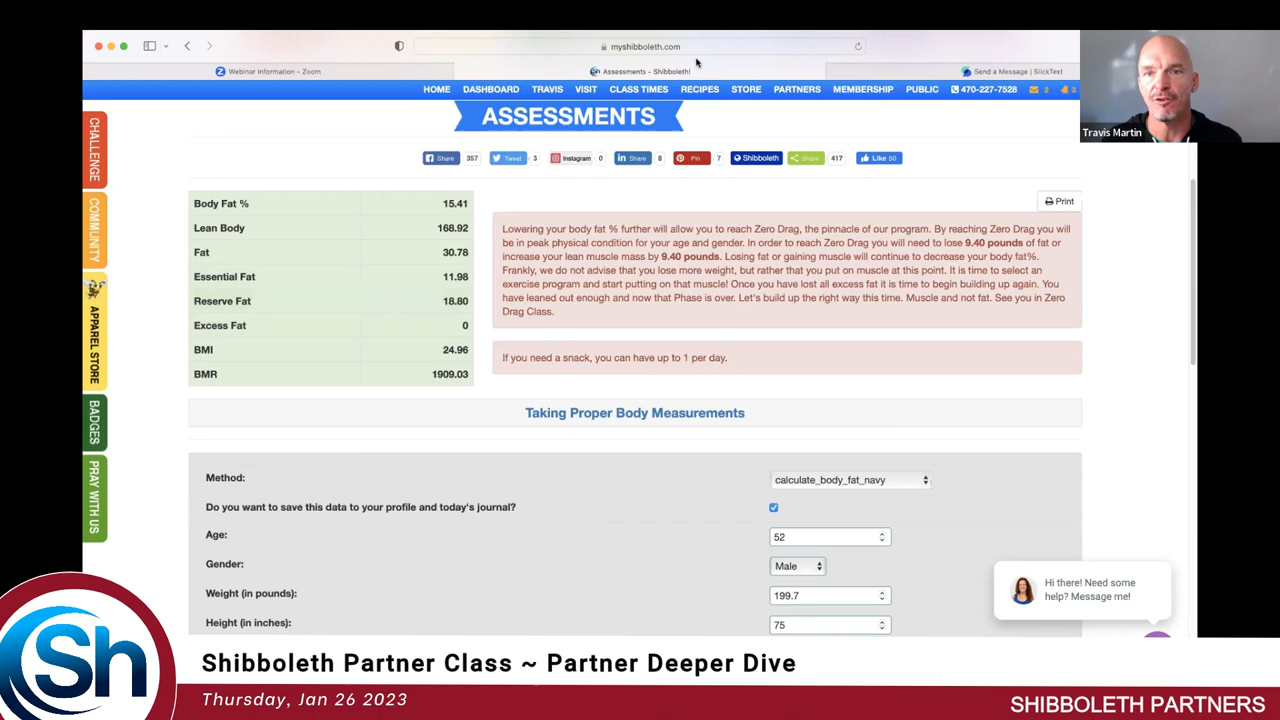 myshibboleth.com
Webinar Information - Zoom
Assessments - Shibboleth!
Send a Message | SlickText
HOME DASHBOARD TRAVIS VISIT CLASS TIMES RECIPES STORE PARTNERS MEMBERSHIP PUBLIC 470-227-7528 2 3
Travis Martin
ASSESSMENTS
Share 357 Tweet 3 Instagram 0 Share 8 Pin 7 Shibboleth Share 417 Like 50
CHALLENGE
COMMUNITY
APPAREL STORE
BADGES
PRAY WITH US
Body Fat % 15.41
Lean Body 168.92
Fat 30.78
Essential Fat 11.98
Reserve Fat 18.80
Excess Fat 0
BMI 24.96
BMR 1909.03
Print
Lowering your body fat % further will allow you to reach Zero Drag, the pinnacle of our program. By reaching Zero Drag you will
be in peak physical condition for your age and gender. In order to reach Zero Drag you will need to lose 9.40 pounds of fat or
increase your lean muscle mass by 9.40 pounds. Losing fat or gaining muscle will continue to decrease your body fat%.
Frankly, we do not advise that you lose more weight, but rather that you put on muscle at this point. It is time to select an
exercise program and start putting on that muscle! Once you have lost all excess fat it is time to begin building up again. You
have leaned out enough and now that Phase is over. Let's build up the right way this time. Muscle and not fat. See you in Zero
Drag Class.
If you need a snack, you can have up to 1 per day.
Taking Proper Body Measurements
Method: calculate_body_fat_navy
Do you want to save this data to your profile and today's journal?
Age: 52
Gender: Male
Weight (in pounds): 199.7
Height (in inches): 75
Hi there! Need some
help? Message me!
Sh
Shibboleth Partner Class ~ Partner Deeper Dive
Thursday, Jan 26 2023
SHIBBOLETH PARTNERS